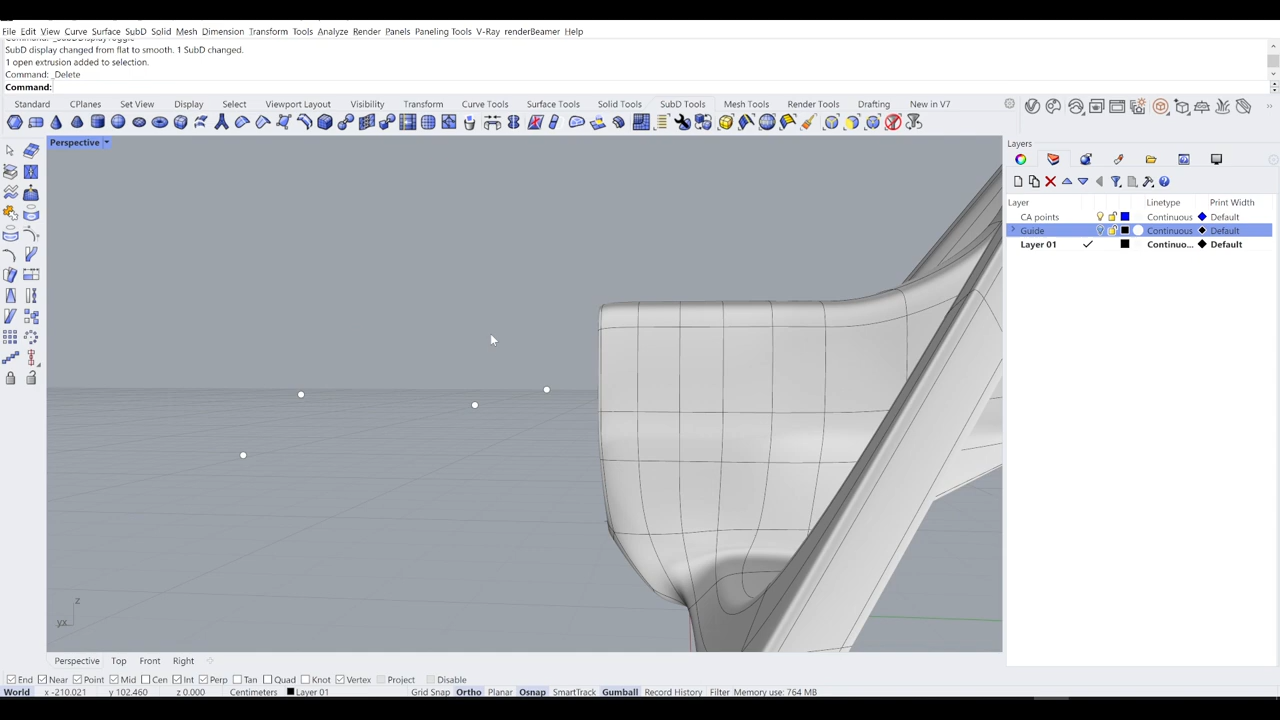 File Edit View Curve Surface SubD Solid Mesh Dimension Transform Tools Analyze Render Panels Paneling Tools V-Ray renderBeamer Help
SubD display changed from flat to smooth. 1 SubD changed.
1 open extrusion added to selection.
Command: _Delete
Command:
Standard CPlanes Set View Display Select Viewport Layout Visibility Transform Curve Tools Surface Tools Solid Tools SubD Tools Mesh Tools Render Tools Drafting New in V7
Perspective
Layers
Layer Linetype Print Width
CA points Continuous Default
Guide Continuous Default
Layer 01 Continuo... Default
z
yx
Perspective Top Front Right
End Near Point Mid Cen Int Perp Tan Quad Knot Vertex Project Disable
World x -210.021 y 102.460 z 0.000 Centimeters Layer 01 Grid Snap Ortho Planar Osnap SmartTrack Gumball Record History Filter Memory use: 764 MB